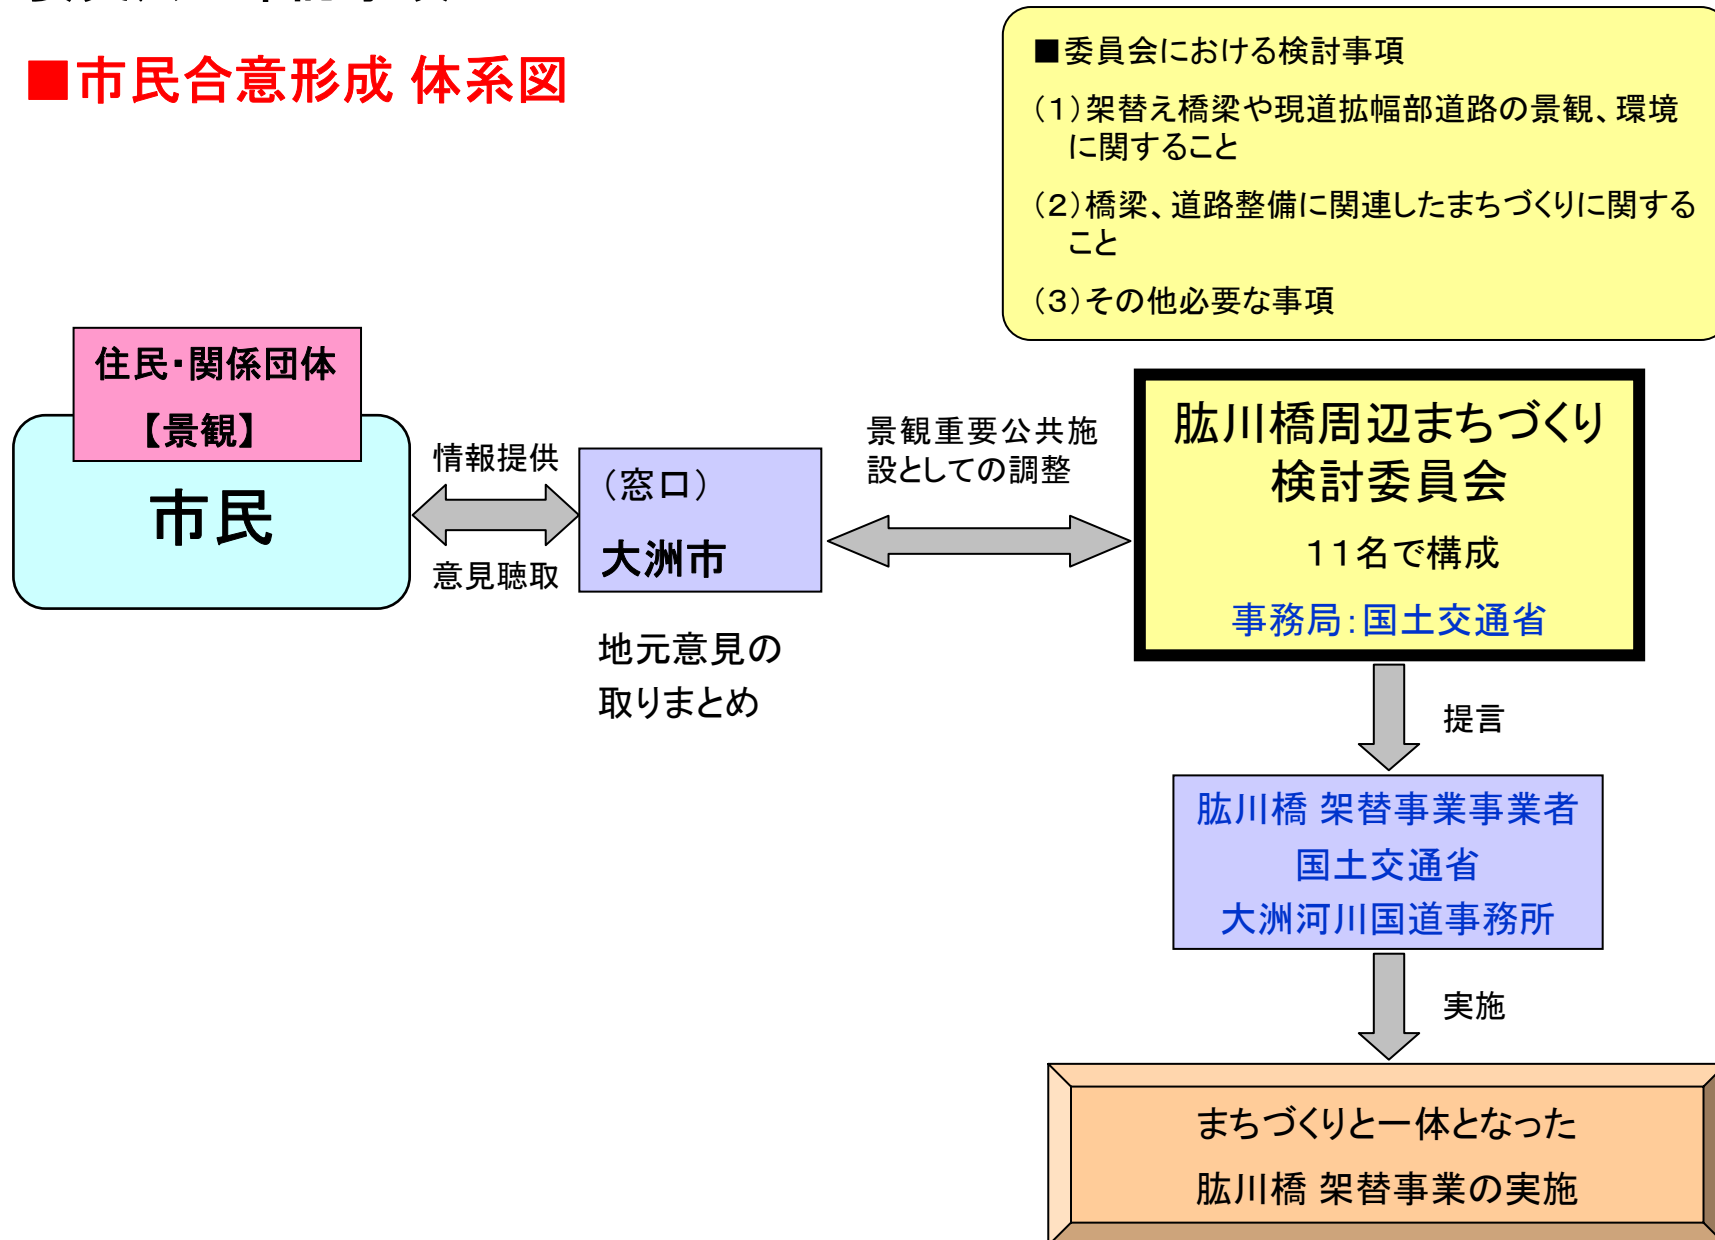 ■市民合意形成 体系図
■委員会における検討事項
（1）架替え橋梁や現道拡幅部道路の景観、環境
に関すること
（2）橋梁、道路整備に関連したまちづくりに関する
こと
（3）その他必要な事項
住民・関係団体
【景観】
市民
情報提供
意見聴取
（窓口）
大洲市
地元意見の
取りまとめ
景観重要公共施
設としての調整
肱川橋周辺まちづくり
検討委員会
11名で構成
事務局：国土交通省
提言
肱川橋 架替事業事業者
国土交通省
大洲河川国道事務所
実施
まちづくりと一体となった
肱川橋 架替事業の実施